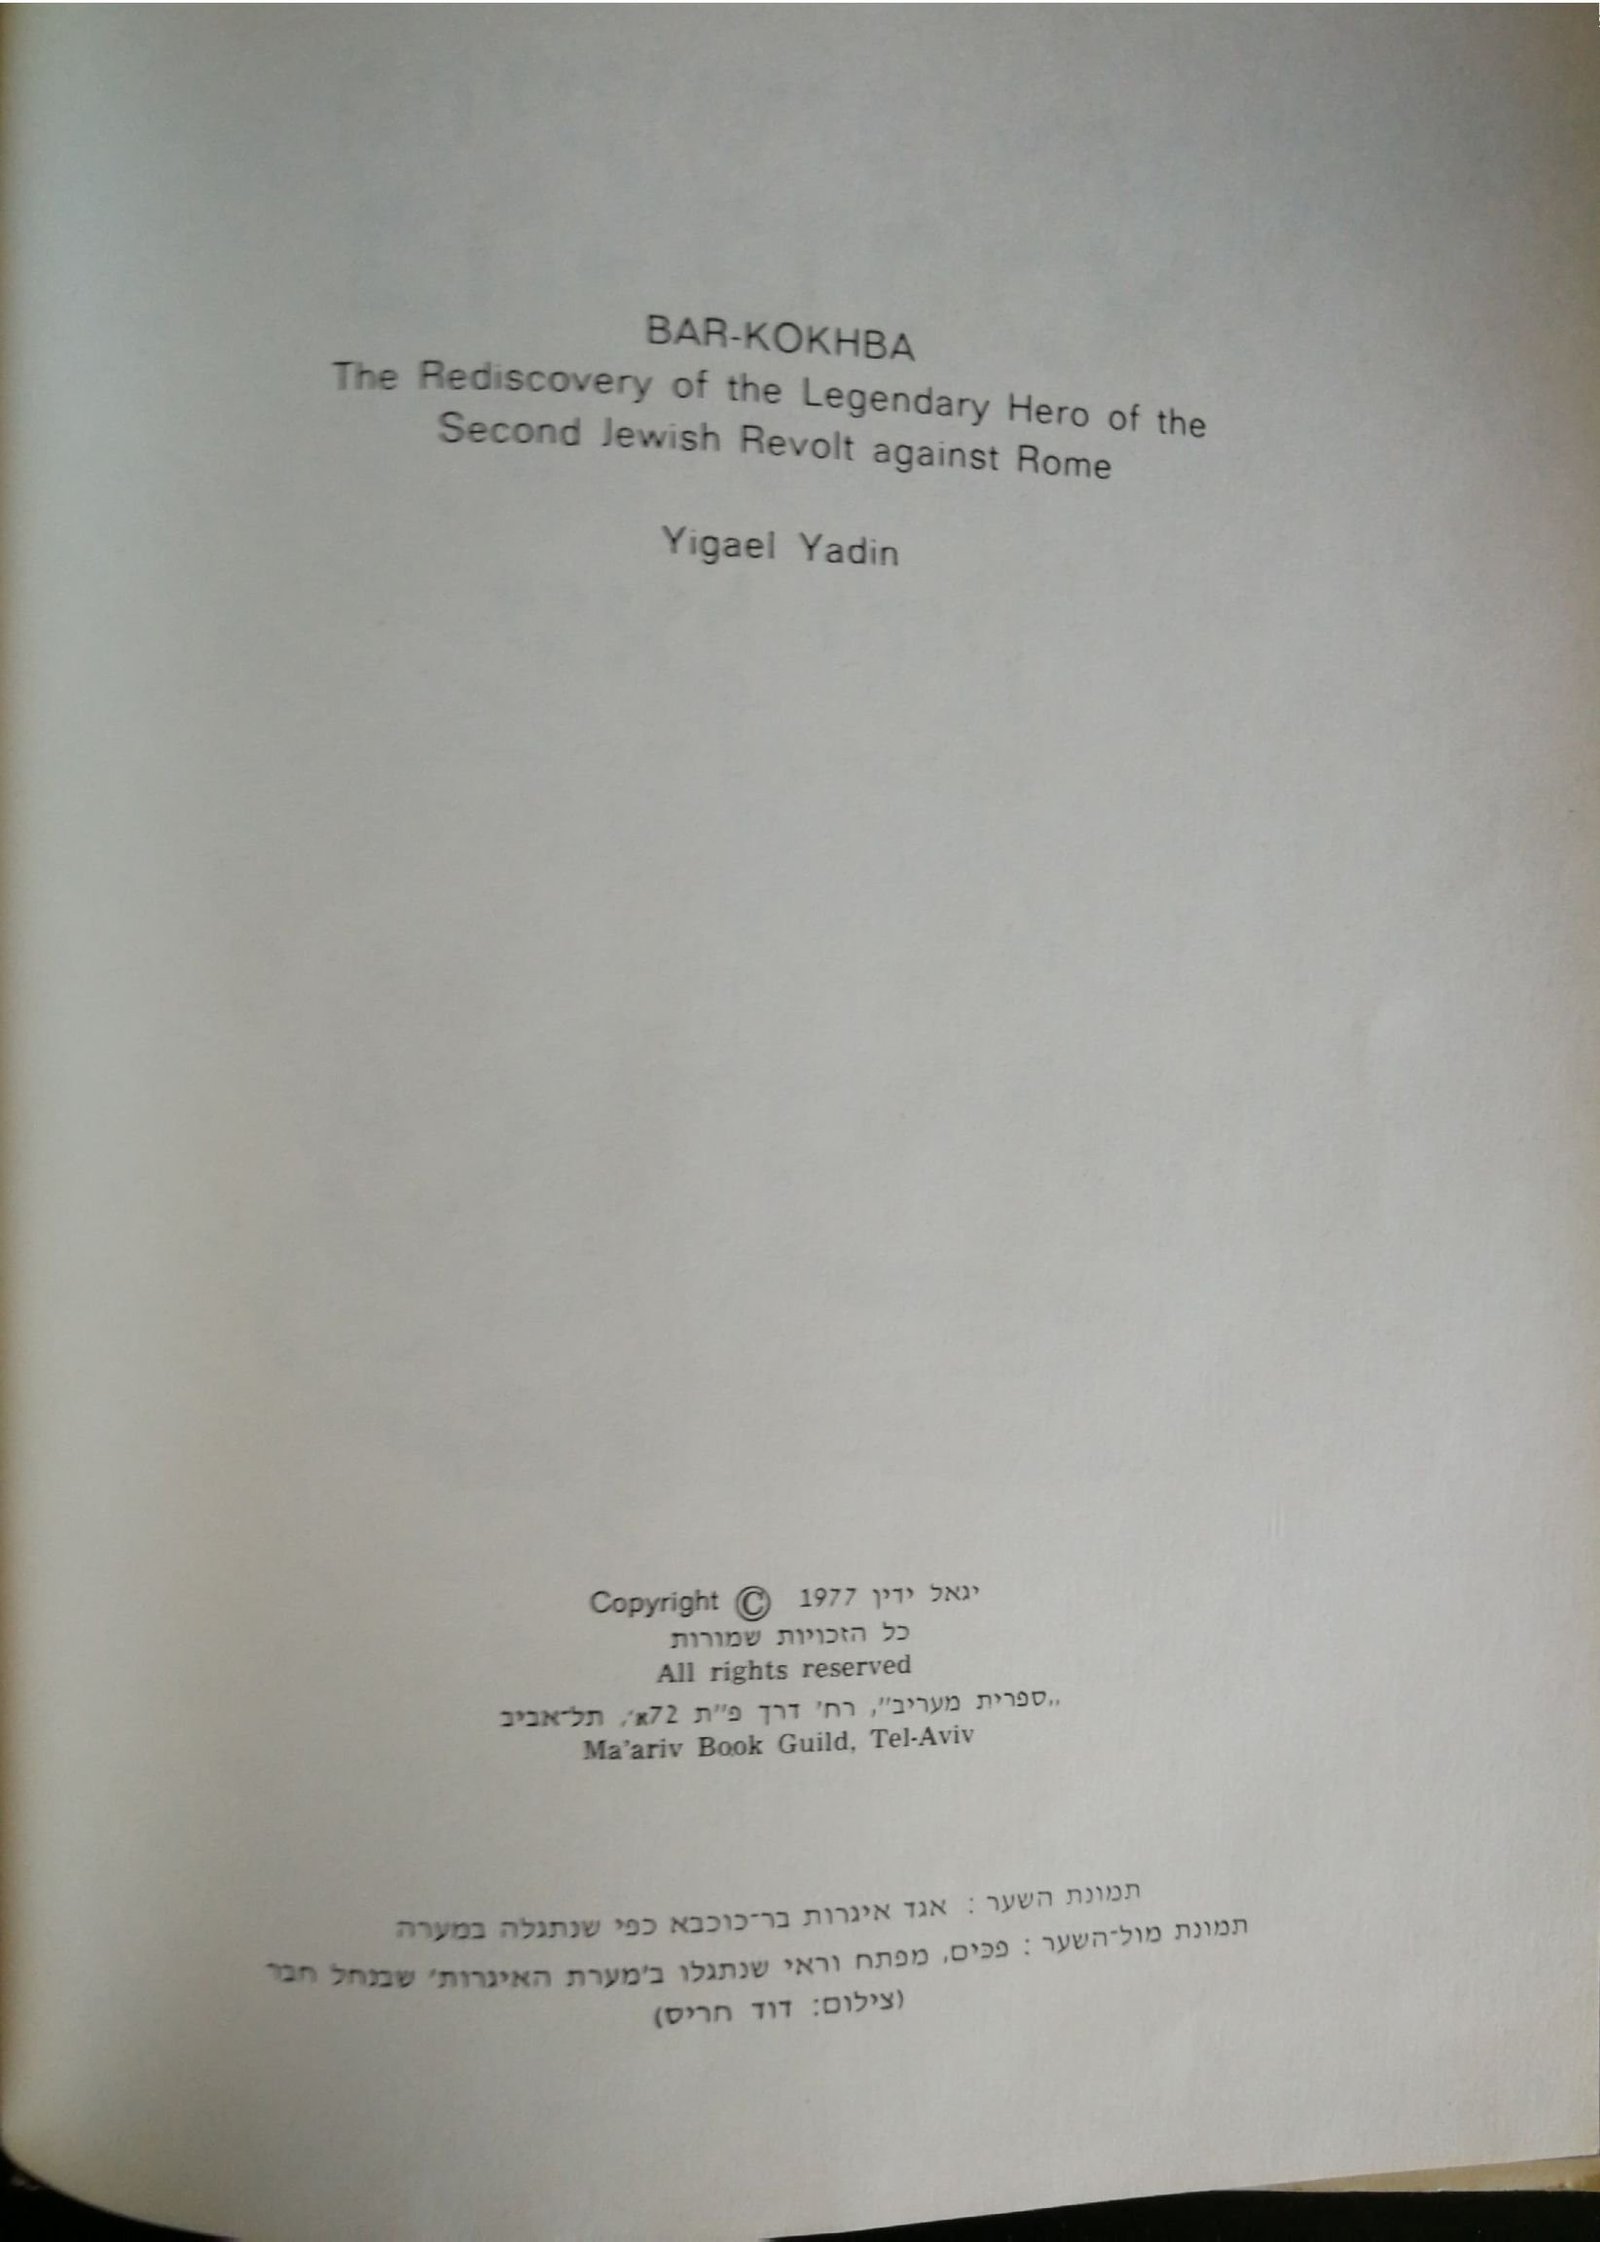 BAR-KOKHBA
The Rediscovery of the Legendary Hero of the
Second Jewish Revolt against Rome
Yigael Yadin
Copyright © 1977 יגאל ידין
כל הזכויות שמורות
All rights reserved
„ספרית מעריב", רח' דרך פ"ת 72א', תל־אביב
Ma'ariv Book Guild, Tel-Aviv
תמונת השער : אגד איגרות בר־כוכבא כפי שנתגלה במערה
תמונת מול־השער : פכים, מפתח וראי שנתגלו ב'מערת האיגרות' שבנחל חבר
(צילום: דוד חריס)